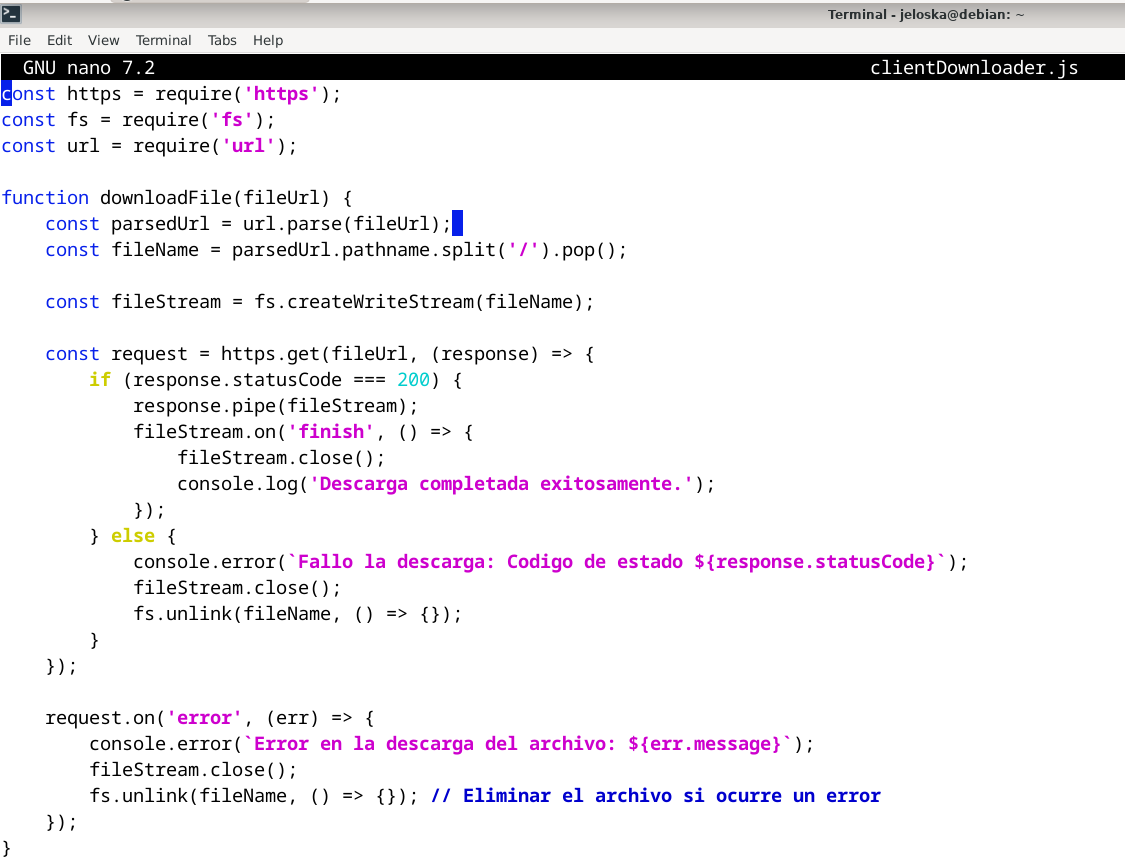 Terminal - jeloska@debian: ~
File Edit View Terminal Tabs Help
GNU nano 7.2 clientDownloader.js
const https = require('https');
const fs = require('fs');
const url = require('url');

function downloadFile(fileUrl) {
    const parsedUrl = url.parse(fileUrl);
    const fileName = parsedUrl.pathname.split('/').pop();

    const fileStream = fs.createWriteStream(fileName);

    const request = https.get(fileUrl, (response) => {
        if (response.statusCode === 200) {
            response.pipe(fileStream);
            fileStream.on('finish', () => {
                fileStream.close();
                console.log('Descarga completada exitosamente.');
            });
        } else {
            console.error(`Fallo la descarga: Codigo de estado ${response.statusCode}`);
            fileStream.close();
            fs.unlink(fileName, () => {});
        }
    });

    request.on('error', (err) => {
        console.error(`Error en la descarga del archivo: ${err.message}`);
        fileStream.close();
        fs.unlink(fileName, () => {}); // Eliminar el archivo si ocurre un error
    });
}